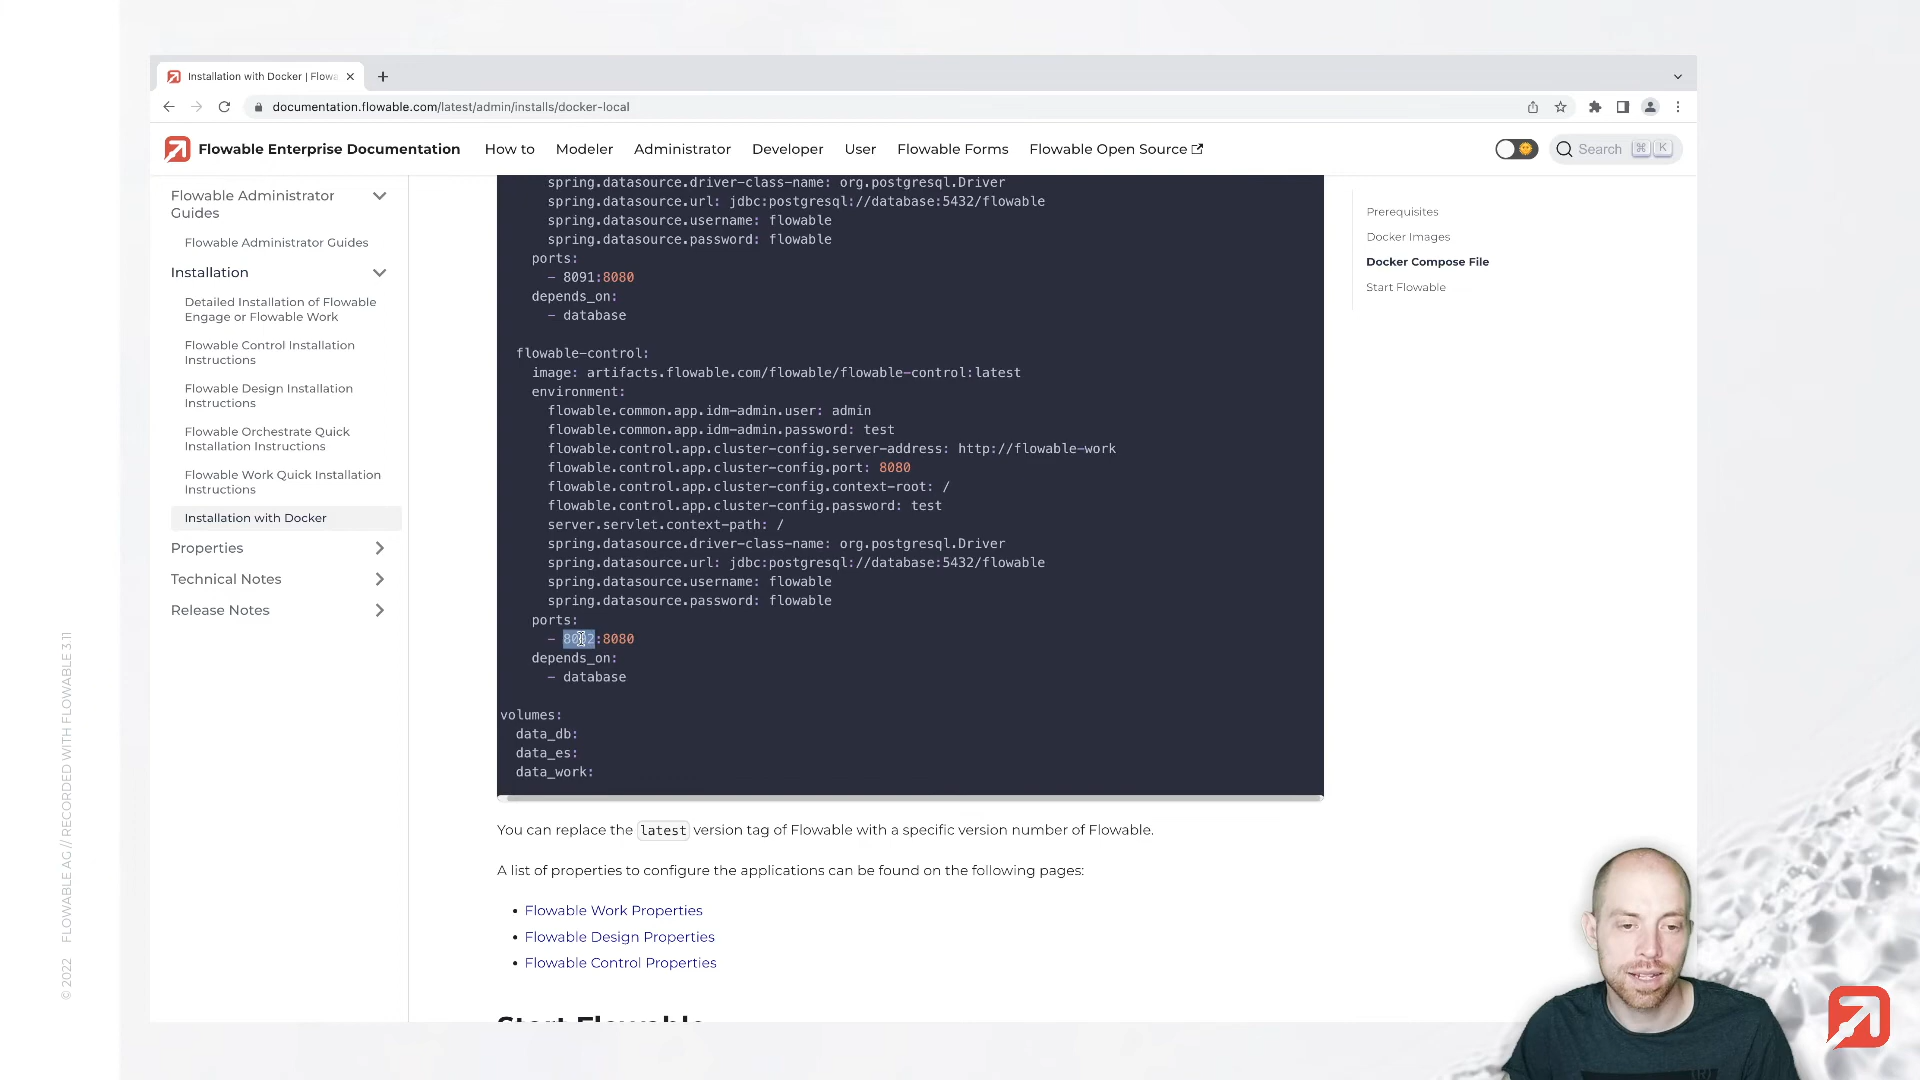 Installation with Docker | Flowa
documentation.flowable.com/latest/admin/installs/docker-local
Flowable Enterprise Documentation
How to
Modeler
Administrator
Developer
User
Flowable Forms
Flowable Open Source
Search
⌘
K
Flowable Administrator
Guides
Flowable Administrator Guides
Installation
Detailed Installation of Flowable
Engage or Flowable Work
Flowable Control Installation
Instructions
Flowable Design Installation
Instructions
Flowable Orchestrate Quick
Installation Instructions
Flowable Work Quick Installation
Instructions
Installation with Docker
Properties
Technical Notes
Release Notes
spring.datasource.driver-class-name: org.postgresql.Driver
spring.datasource.url: jdbc:postgresql://database:5432/flowable
spring.datasource.username: flowable
spring.datasource.password: flowable
ports:
- 8091:8080
depends_on:
- database
flowable-control:
image: artifacts.flowable.com/flowable/flowable-control:latest
environment:
flowable.common.app.idm-admin.user: admin
flowable.common.app.idm-admin.password: test
flowable.control.app.cluster-config.server-address: http://flowable-work
flowable.control.app.cluster-config.port: 8080
flowable.control.app.cluster-config.context-root: /
flowable.control.app.cluster-config.password: test
server.servlet.context-path: /
spring.datasource.driver-class-name: org.postgresql.Driver
spring.datasource.url: jdbc:postgresql://database:5432/flowable
spring.datasource.username: flowable
spring.datasource.password: flowable
ports:
- 8092:8080
depends_on:
- database
volumes:
data_db:
data_es:
data_work:
You can replace the latest version tag of Flowable with a specific version number of Flowable.
A list of properties to configure the applications can be found on the following pages:
• Flowable Work Properties
• Flowable Design Properties
• Flowable Control Properties
Start Flowable
Prerequisites
Docker Images
Docker Compose File
Start Flowable
© 2022 FLOWABLE AG // RECORDED WITH FLOWABLE 3.11